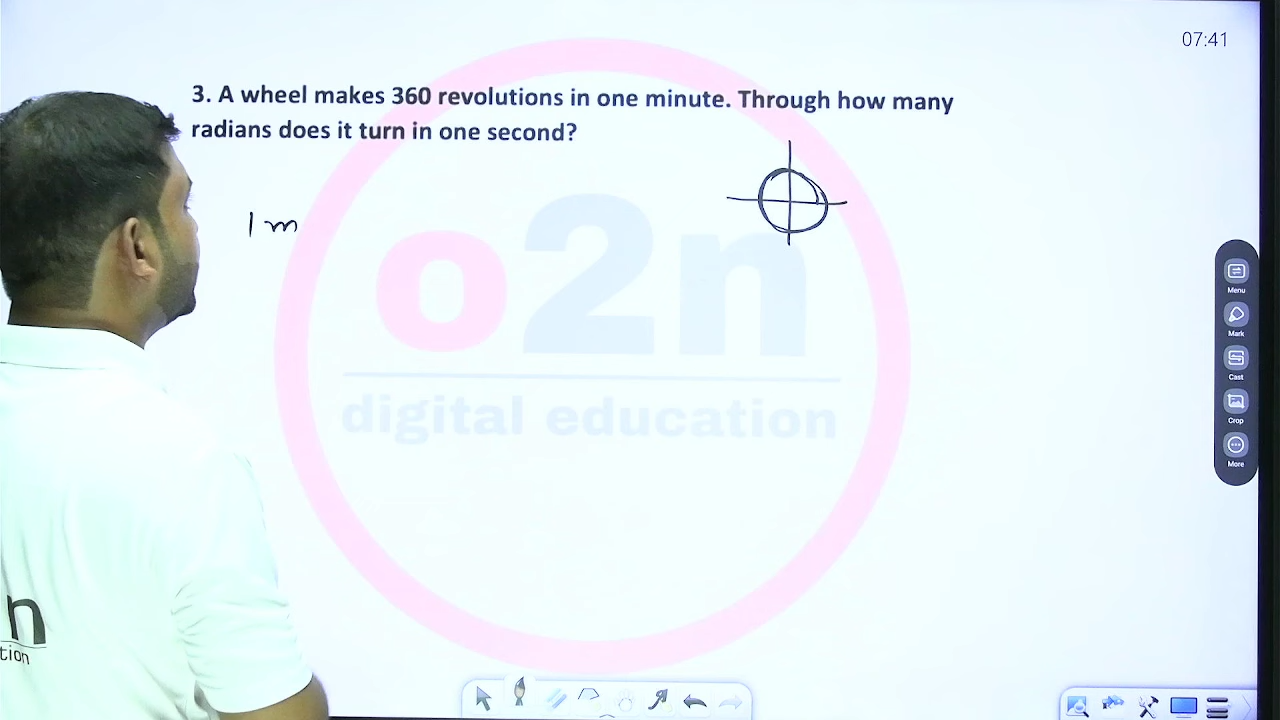 07:41
3. A wheel makes 360 revolutions in one minute. Through how many
radians does it turn in one second?
1 m
o2n
digital education
Menu
Mark
Cast
Crop
More
n
tion